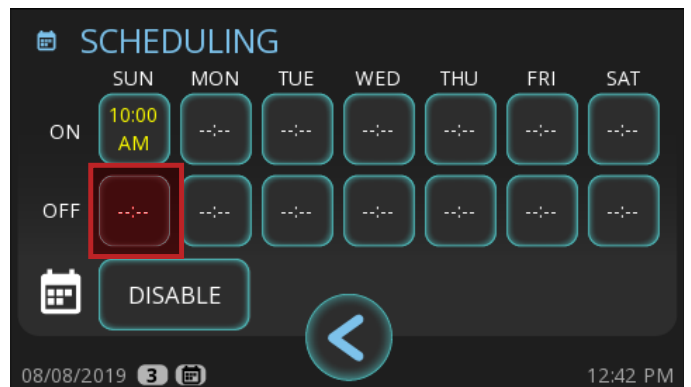 SCHEDULING
SUN MON TUE WED THU FRI SAT
ON 10:00 AM --:-- --:-- --:-- --:-- --:-- --:--
OFF --:-- --:-- --:-- --:-- --:-- --:-- --:--
DISABLE
08/08/2019 3 12:42 PM